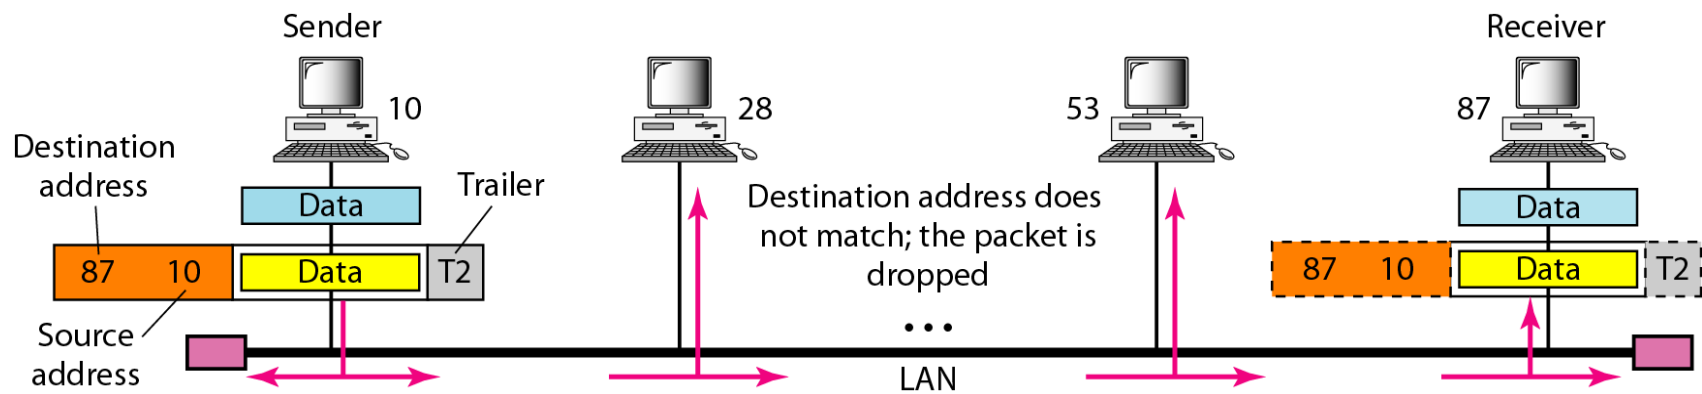 Sender
Receiver
10
28
53
87
Destination
address
Trailer
Data
87 10 Data T2
Source
address
Destination address does
not match; the packet is
dropped
...
LAN
Data
87 10 Data T2